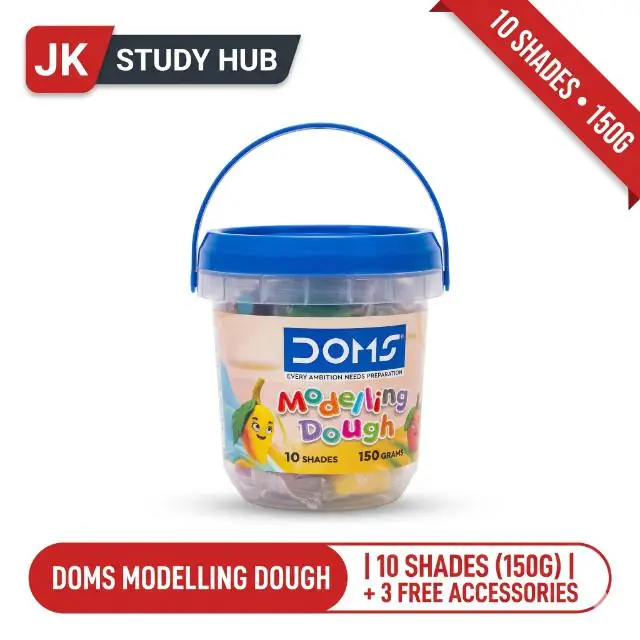 JK STUDY HUB
10 SHADES • 150G
DOMS®
EVERY AMBITION NEEDS PREPARATION
Modelling
Dough
10 SHADES 150 GRAMS
DOMS MODELLING DOUGH
| 10 SHADES (150G) |
+ 3 FREE ACCESSORIES